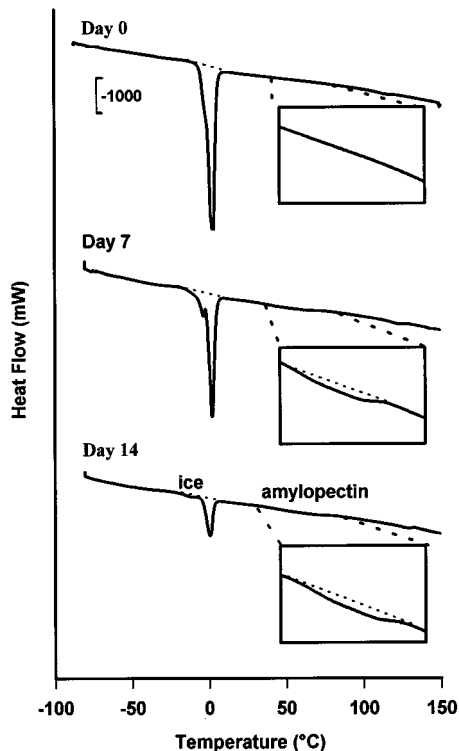 Day 0
-1000
Day 7
Heat Flow (mW)
Day 14
ice
amylopectin
-100 -50 0 50 100 150
Temperature (°C)